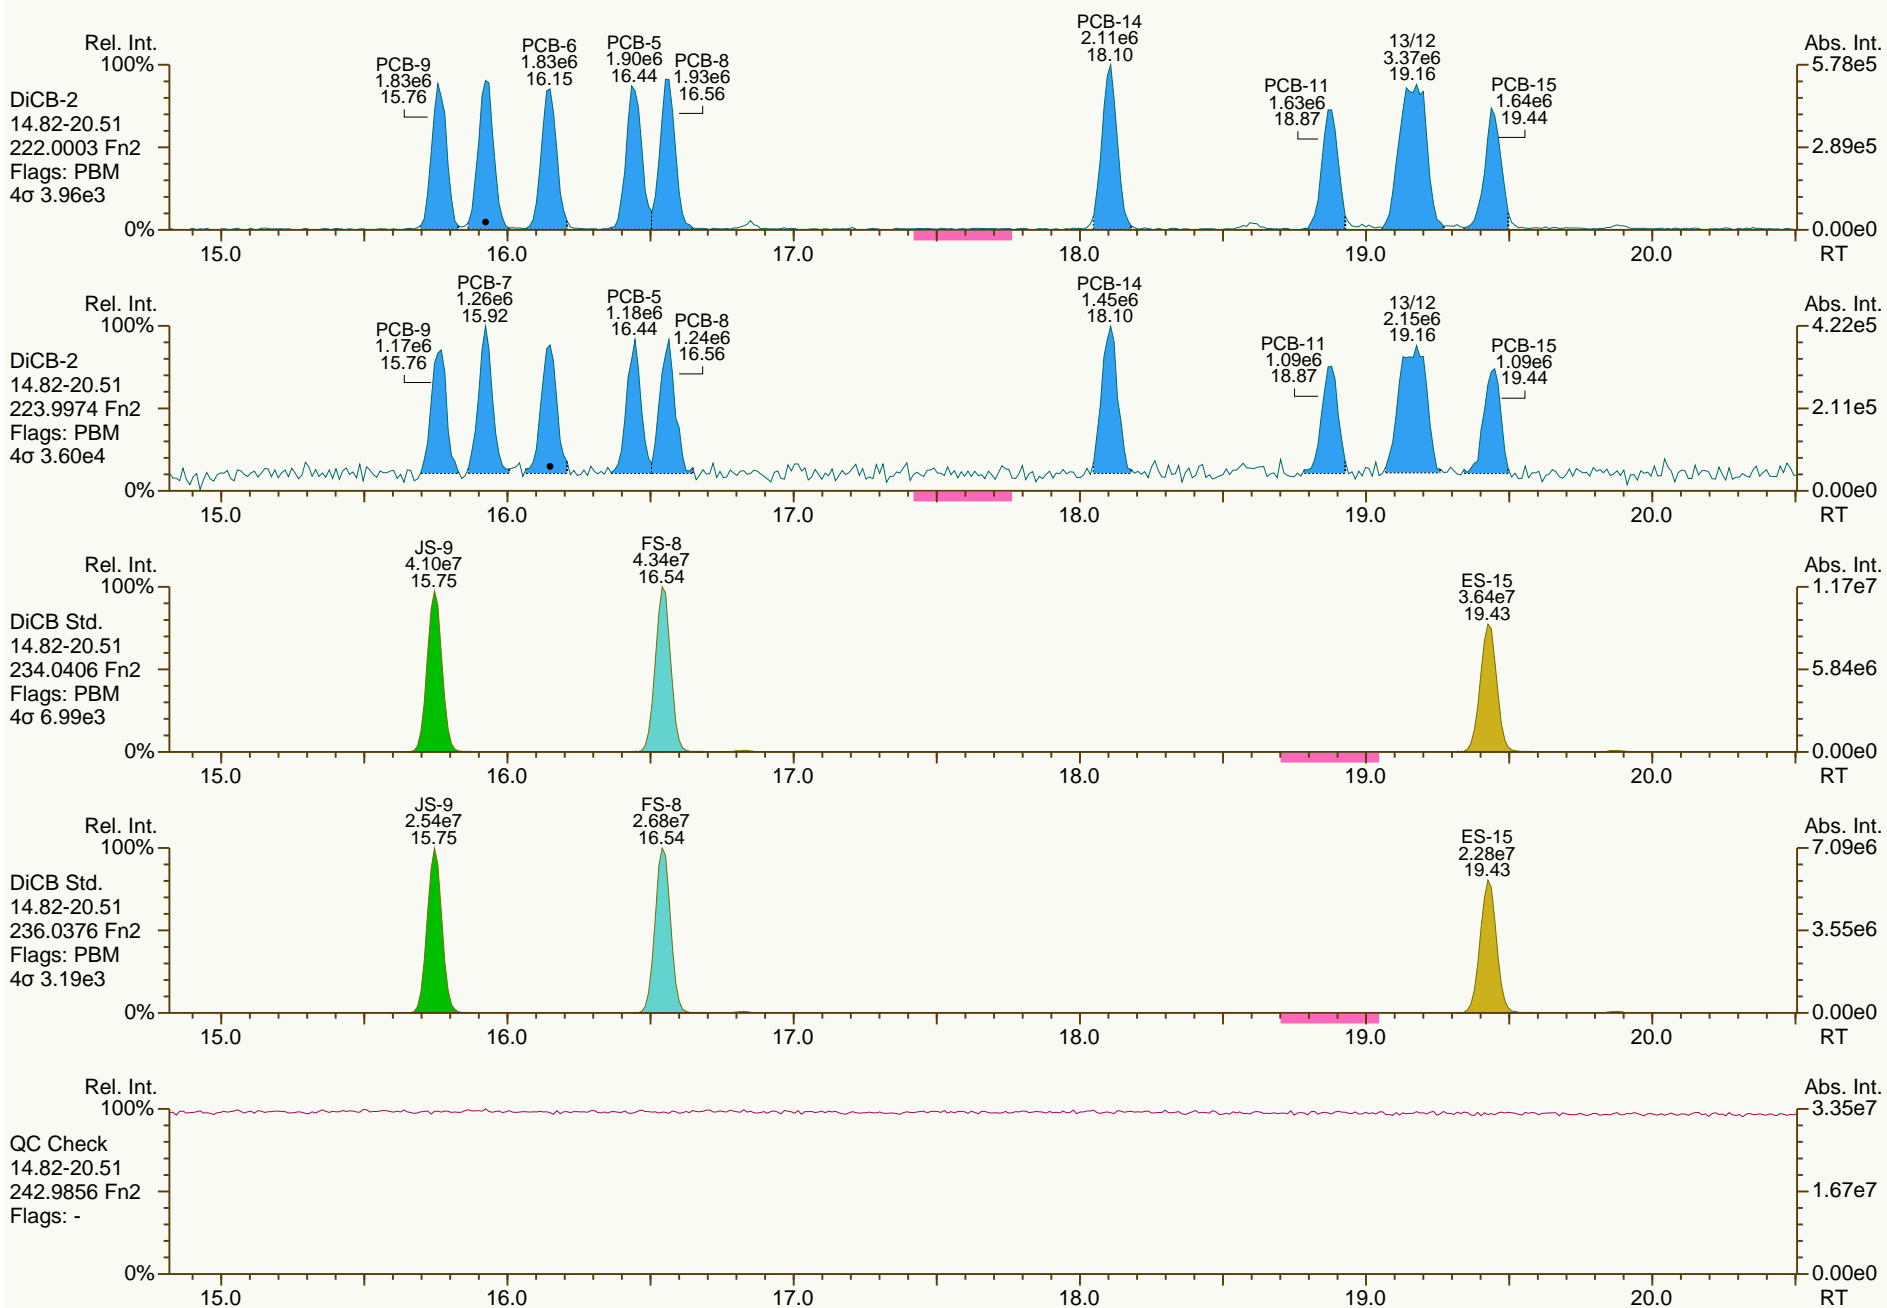 Rel. Int.
100%
0%
DiCB-2
14.82-20.51
222.0003 Fn2
Flags: PBM
4σ 3.96e3
PCB-9
1.83e6
15.76
PCB-6
1.83e6
16.15
PCB-5
1.90e6
16.44
PCB-8
1.93e6
16.56
PCB-14
2.11e6
18.10
PCB-11
1.63e6
18.87
13/12
3.37e6
19.16
PCB-15
1.64e6
19.44
Abs. Int.
5.78e5
2.89e5
0.00e0
15.0 16.0 17.0 18.0 19.0 20.0 RT
Rel. Int.
100%
0%
DiCB-2
14.82-20.51
223.9974 Fn2
Flags: PBM
4σ 3.60e4
PCB-9
1.17e6
15.76
PCB-7
1.26e6
15.92
PCB-5
1.18e6
16.44
PCB-8
1.24e6
16.56
PCB-14
1.45e6
18.10
PCB-11
1.09e6
18.87
13/12
2.15e6
19.16
PCB-15
1.09e6
19.44
Abs. Int.
4.22e5
2.11e5
0.00e0
15.0 16.0 17.0 18.0 19.0 20.0 RT
Rel. Int.
100%
0%
DiCB Std.
14.82-20.51
234.0406 Fn2
Flags: PBM
4σ 6.99e3
JS-9
4.10e7
15.75
FS-8
4.34e7
16.54
ES-15
3.64e7
19.43
Abs. Int.
1.17e7
5.84e6
0.00e0
15.0 16.0 17.0 18.0 19.0 20.0 RT
Rel. Int.
100%
0%
DiCB Std.
14.82-20.51
236.0376 Fn2
Flags: PBM
4σ 3.19e3
JS-9
2.54e7
15.75
FS-8
2.68e7
16.54
ES-15
2.28e7
19.43
Abs. Int.
7.09e6
3.55e6
0.00e0
15.0 16.0 17.0 18.0 19.0 20.0 RT
Rel. Int.
100%
0%
QC Check
14.82-20.51
242.9856 Fn2
Flags: -
Abs. Int.
3.35e7
1.67e7
0.00e0
15.0 16.0 17.0 18.0 19.0 20.0 RT